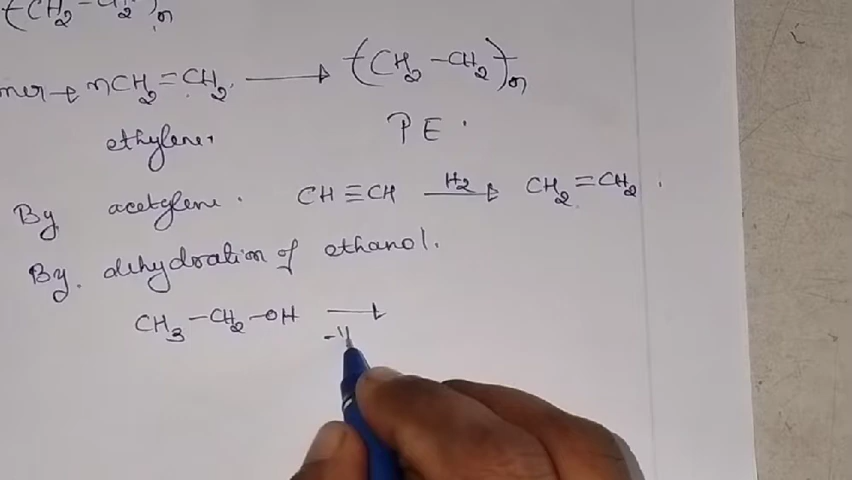 (CH2 - CH2)n
mer → nCH2=CH2. ⟶ (CH2 - CH2)n
ethylene.
PE.
By acetylene. CH≡CH —H2→ CH2=CH2.
By. dehydration of ethanol.
CH3 - CH2 - OH ⟶
-